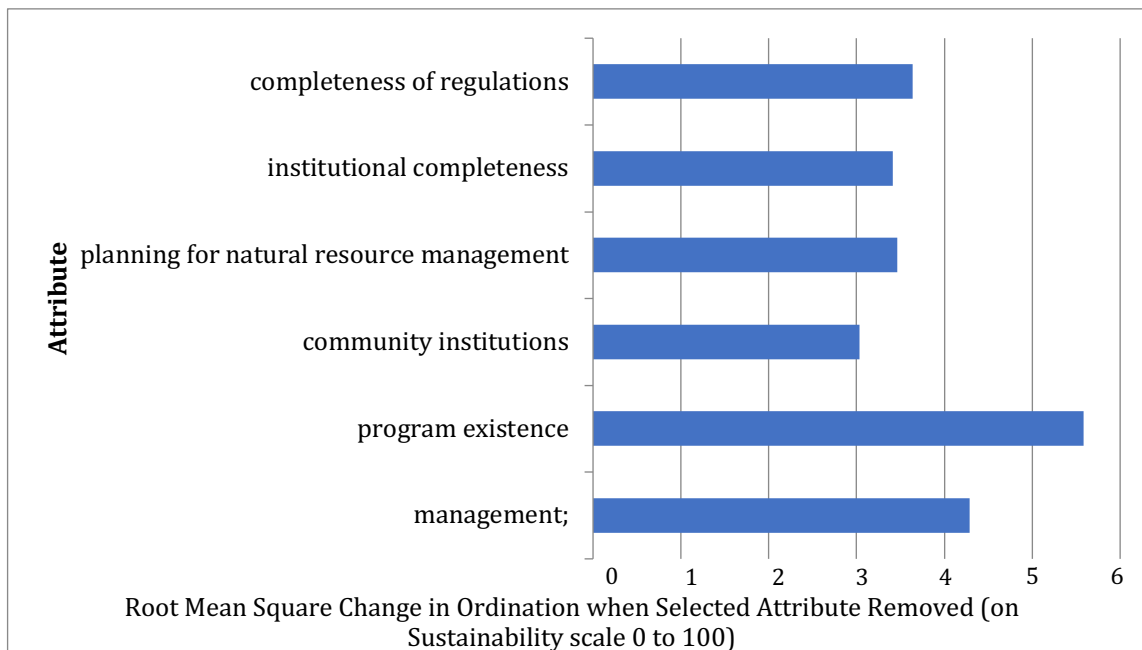 completeness of regulations
institutional completeness
planning for natural resource management
community institutions
program existence
management;
Attribute
0 1 2 3 4 5 6
Root Mean Square Change in Ordination when Selected Attribute Removed (on
Sustainability scale 0 to 100)